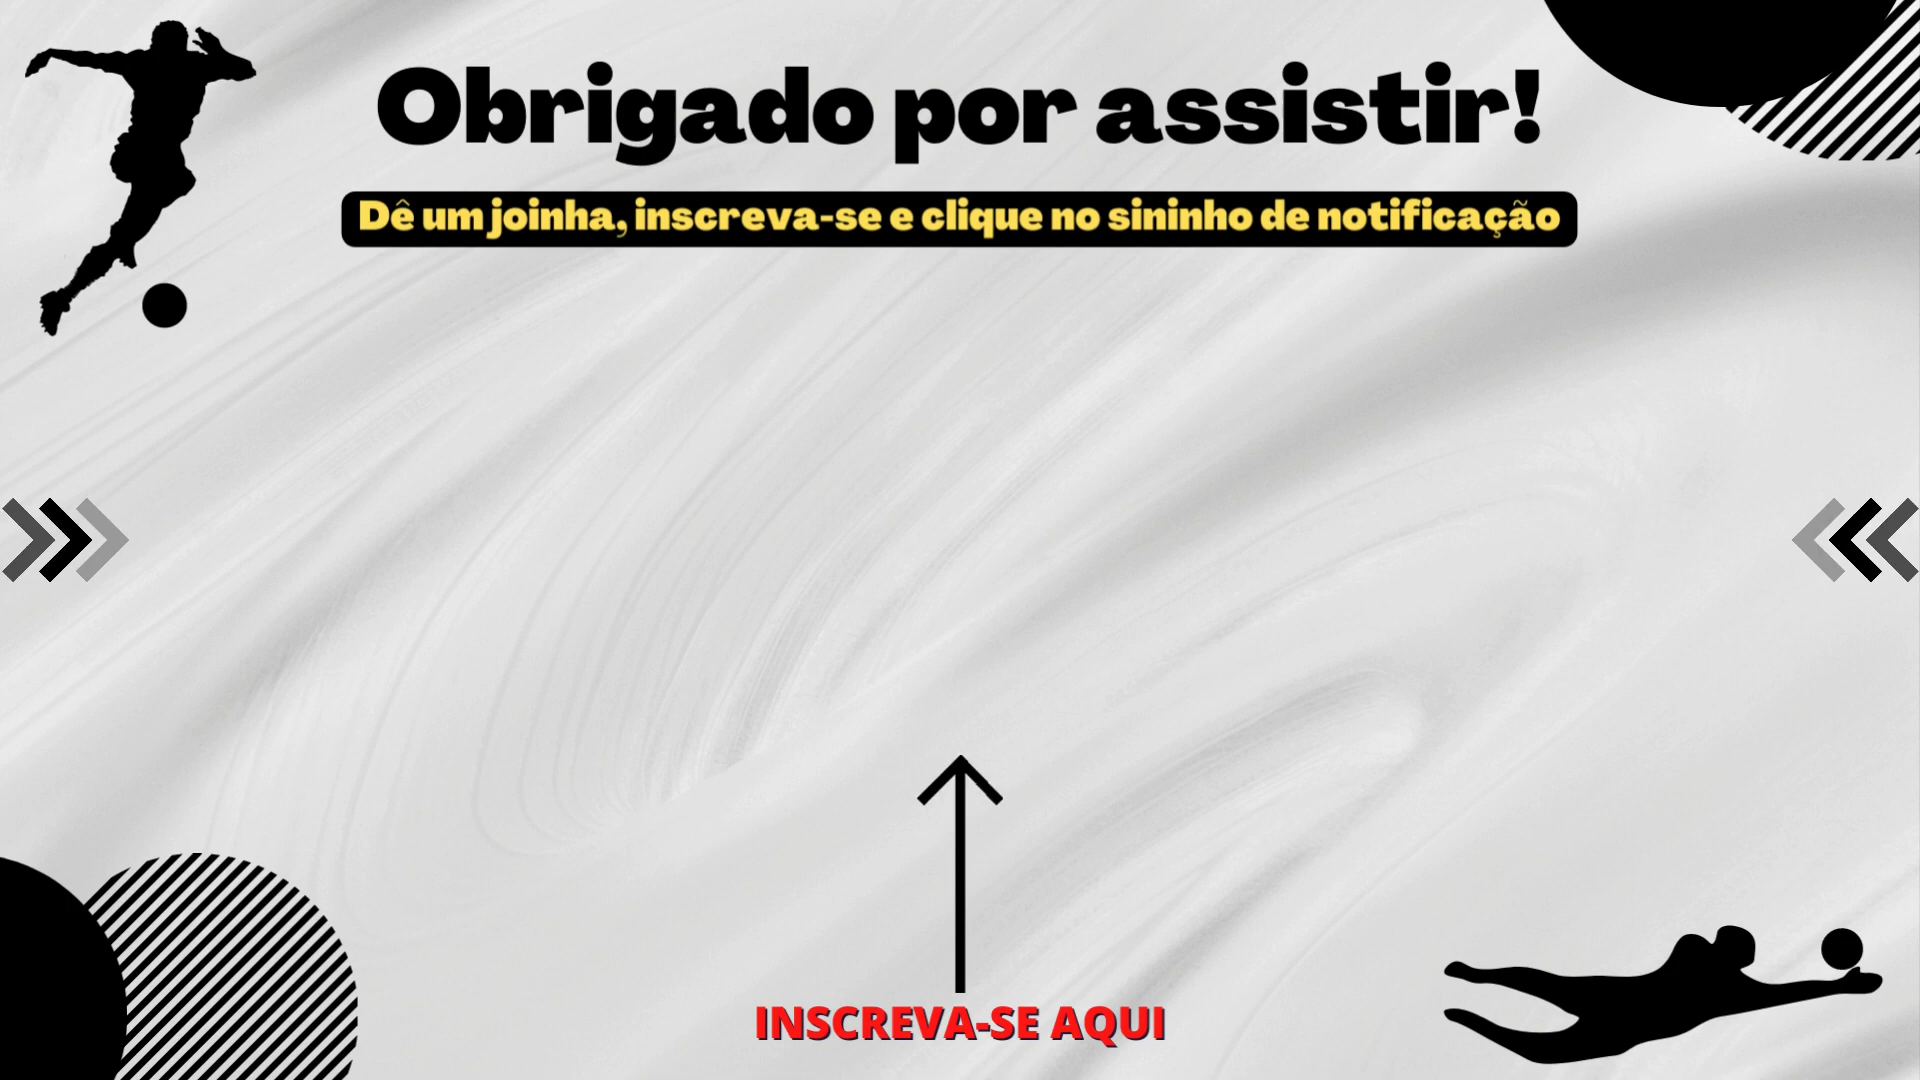 Obrigado por assistir!
Dê um joinha, inscreva-se e clique no sininho de notificação
INSCREVA-SE AQUI